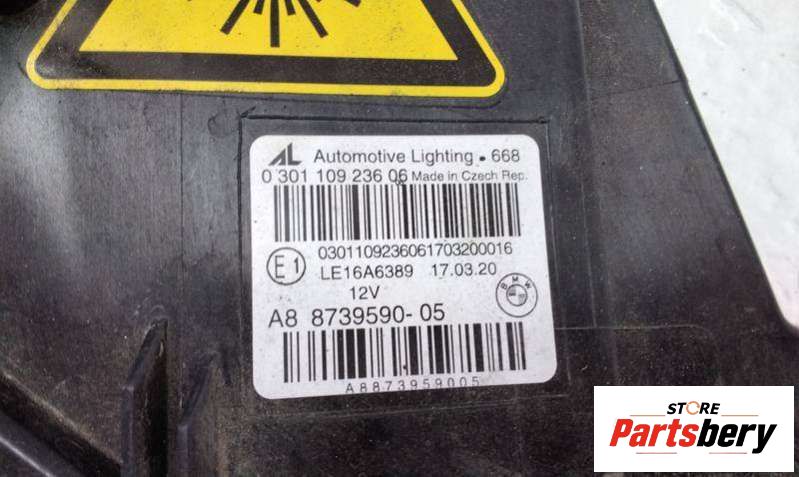 AL Automotive Lighting • 668
0 301 109 236 06 Made in Czech Rep.
0301109236061703200016
E1
LE16A6389 17.03.20
BMW
12V
A8 8739590-05
A8873959005
STORE
Partsbery